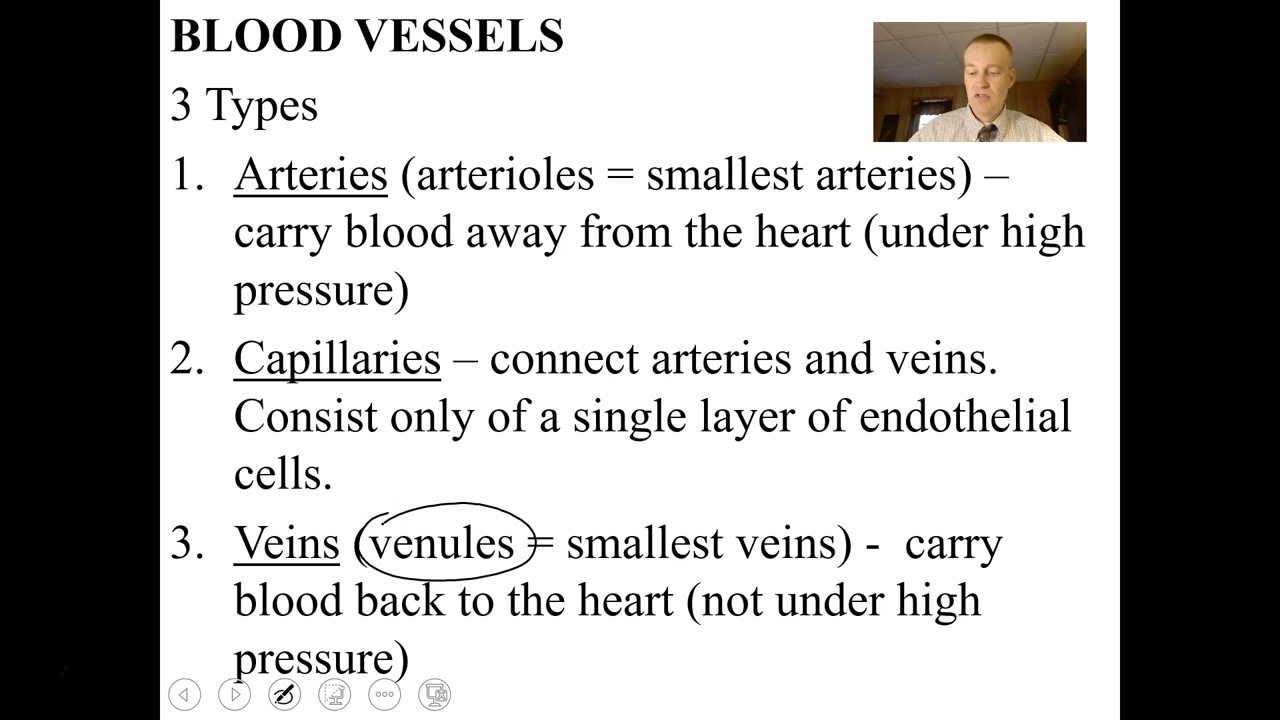 BLOOD VESSELS
3 Types
1. Arteries (arterioles = smallest arteries) –
carry blood away from the heart (under high
pressure)
2. Capillaries – connect arteries and veins.
Consist only of a single layer of endothelial
cells.
3. Veins (venules = smallest veins) - carry
blood back to the heart (not under high
pressure)